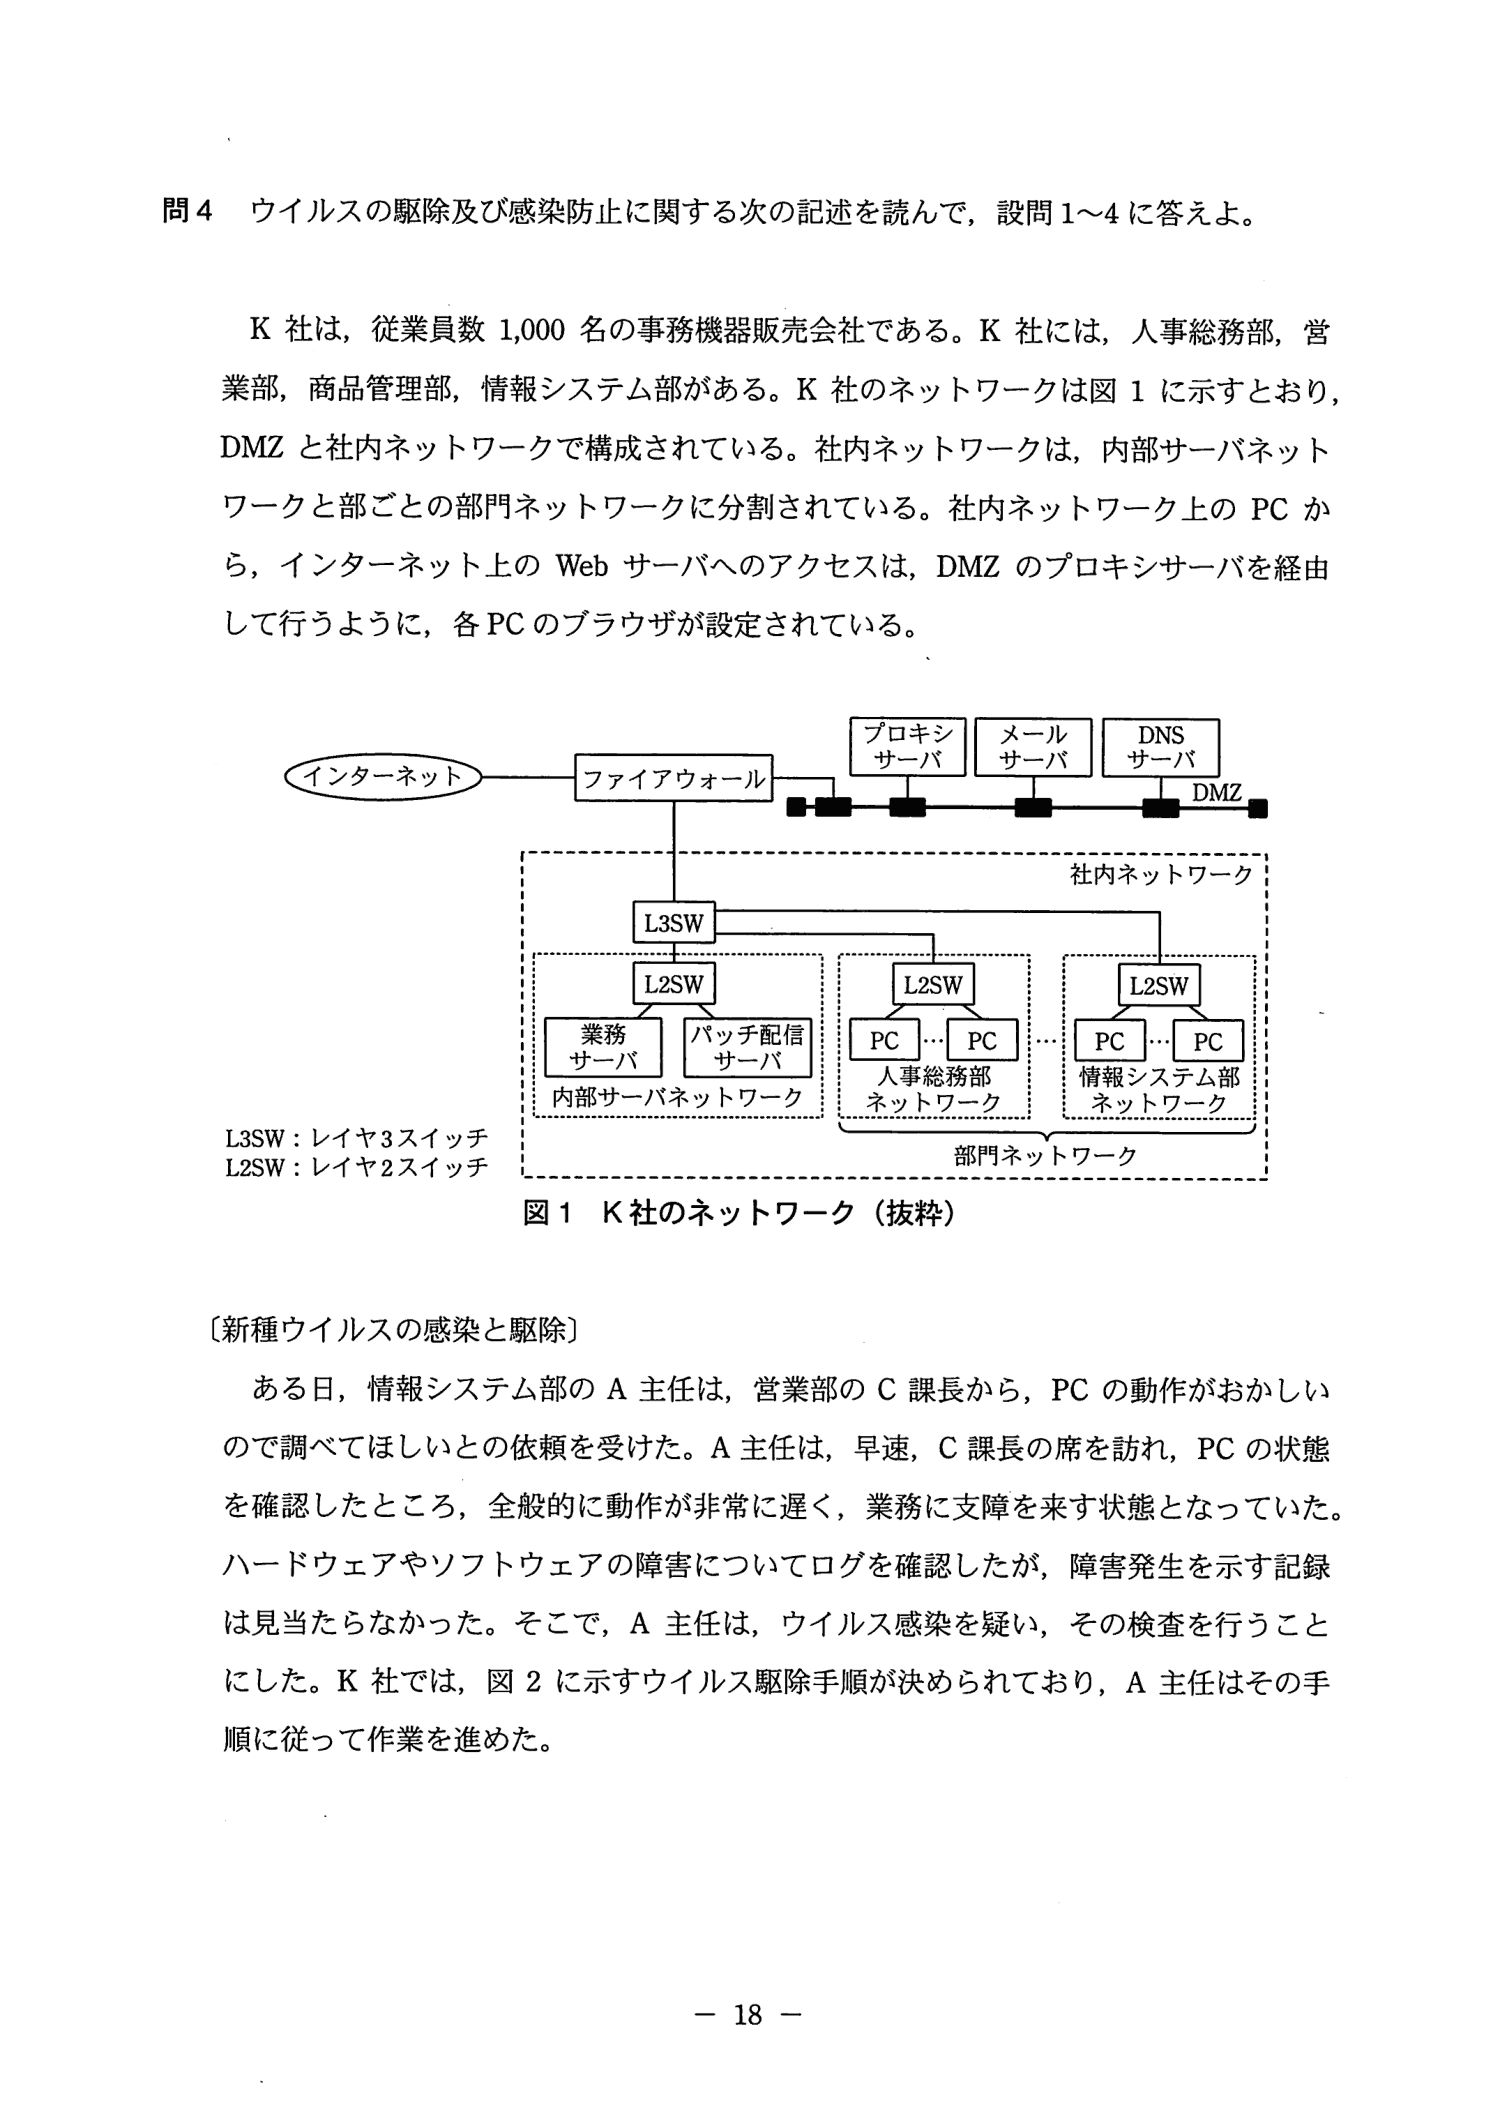 問4　ウイルスの駆除及び感染防止に関する次の記述を読んで，設問1～4に答えよ。
K 社は，従業員数 1,000 名の事務機器販売会社である。K 社には，人事総務部，営
業部，商品管理部，情報システム部がある。K 社のネットワークは図 1 に示すとおり，
DMZ と社内ネットワークで構成されている。社内ネットワークは，内部サーバネット
ワークと部ごとの部門ネットワークに分割されている。社内ネットワーク上の PC か
ら，インターネット上の Web サーバへのアクセスは，DMZ のプロキシサーバを経由
して行うように，各 PC のブラウザが設定されている。
プロキシ
サーバ
メール
サーバ
DNS
サーバ
インターネット
ファイアウォール
DMZ
社内ネットワーク
L3SW
L2SW
L2SW
L2SW
業務
サーバ
パッチ配信
サーバ
PC … PC
…
PC … PC
内部サーバネットワーク
人事総務部
ネットワーク
情報システム部
ネットワーク
部門ネットワーク
L3SW：レイヤ3スイッチ
L2SW：レイヤ2スイッチ
図1　K社のネットワーク（抜粋）
〔新種ウイルスの感染と駆除〕
ある日，情報システム部の A 主任は，営業部の C 課長から，PC の動作がおかしい
ので調べてほしいとの依頼を受けた。A 主任は，早速，C 課長の席を訪れ，PC の状態
を確認したところ，全般的に動作が非常に遅く，業務に支障を来す状態となっていた。
ハードウェアやソフトウェアの障害についてログを確認したが，障害発生を示す記録
は見当たらなかった。そこで，A 主任は，ウイルス感染を疑い，その検査を行うこと
にした。K 社では，図 2 に示すウイルス駆除手順が決められており，A 主任はその手
順に従って作業を進めた。
－ 18 －